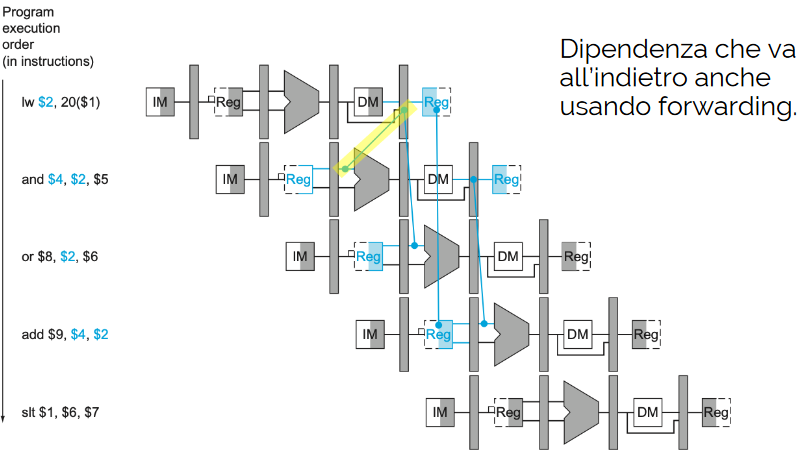 Program
execution
order
(in instructions)
Dipendenza che va
all'indietro anche
usando forwarding.
lw $2, 20($1)
IM
Reg
DM
Reg
and $4, $2, $5
IM
Reg
DM
Reg
or $8, $2, $6
IM
Reg
DM
Reg
add $9, $4, $2
IM
Reg
DM
Reg
slt $1, $6, $7
IM
Reg
DM
Reg